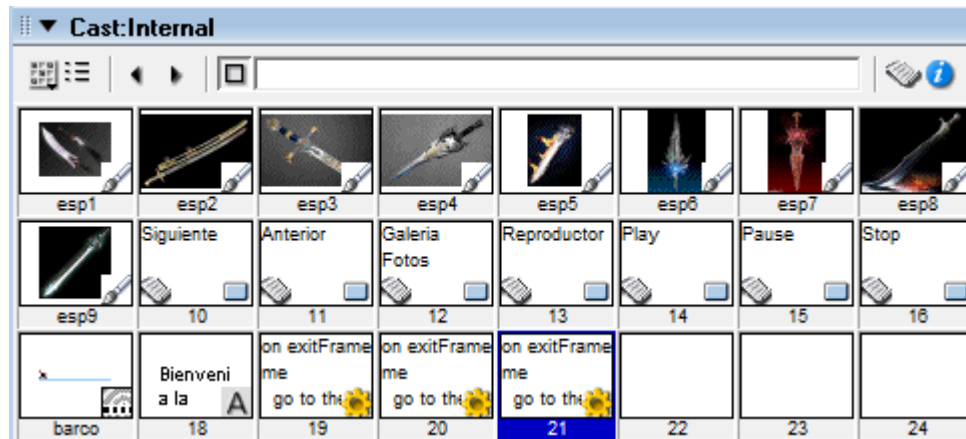 Cast:Internal
esp1 esp2 esp3 esp4 esp5 esp6 esp7 esp8
Siguiente Anterior Galeria Reproductor Play Pause Stop
Fotos
esp9 10 11 12 13 14 15 16
on exitFrame on exitFrame on exitFrame
Bienveni me me me
a la go to the go to the go to the
barco 18 19 20 21 22 23 24